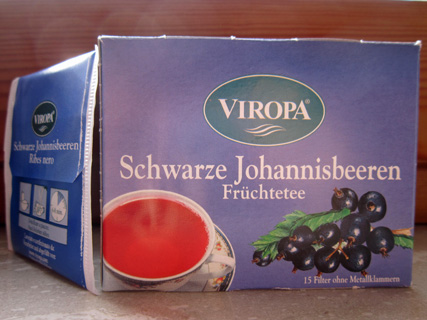 VIROPA
Schwarze Johannisbeeren
Ribes nero
VIROPA®
Schwarze Johannisbeeren
Früchtetee
15 Filter ohne Metallklammern